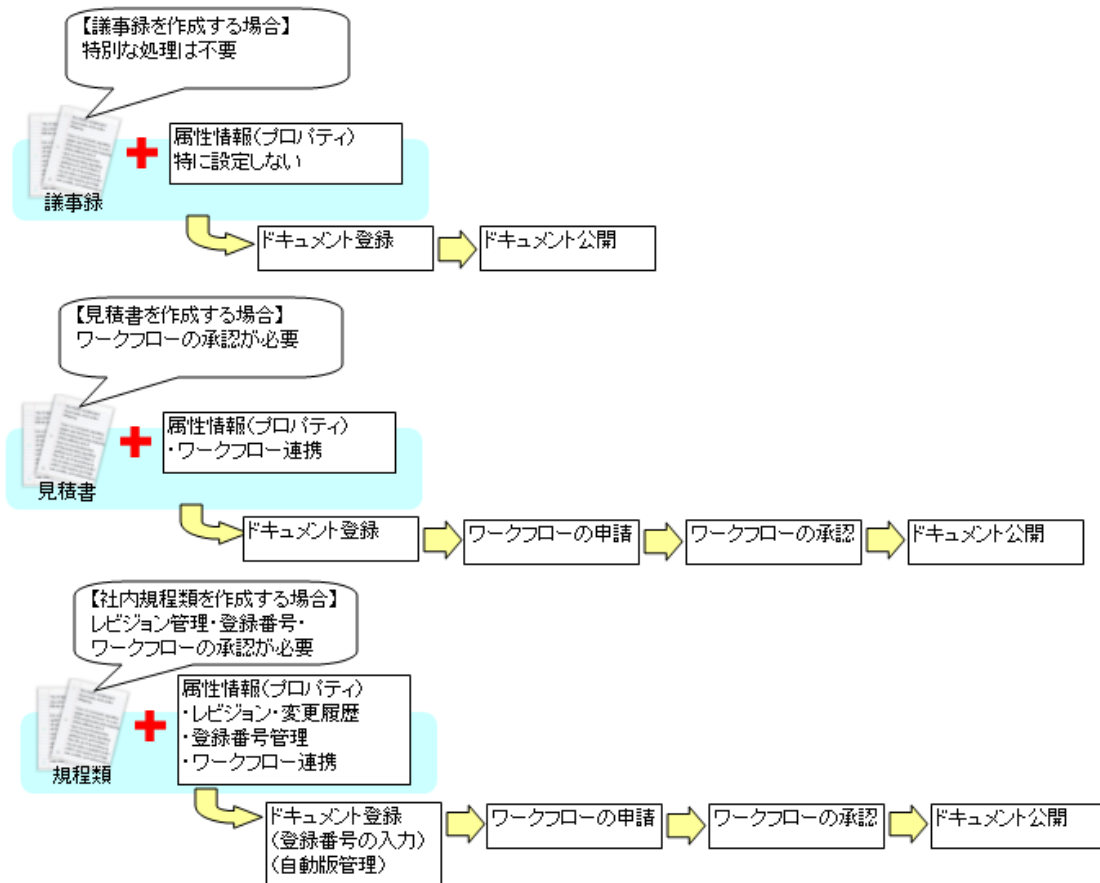 【議事録を作成する場合】
特別な処理は不要
属性情報(プロパティ)
特に設定しない
議事録
ドキュメント登録
ドキュメント公開
【見積書を作成する場合】
ワークフローの承認が必要
属性情報(プロパティ)
・ワークフロー連携
見積書
ドキュメント登録
ワークフローの申請
ワークフローの承認
ドキュメント公開
【社内規程類を作成する場合】
レビジョン管理・登録番号・
ワークフローの承認が必要
属性情報(プロパティ)
・レビジョン・変更履歴
・登録番号管理
・ワークフロー連携
規程類
ドキュメント登録
(登録番号の入力)
(自動版管理)
ワークフローの申請
ワークフローの承認
ドキュメント公開